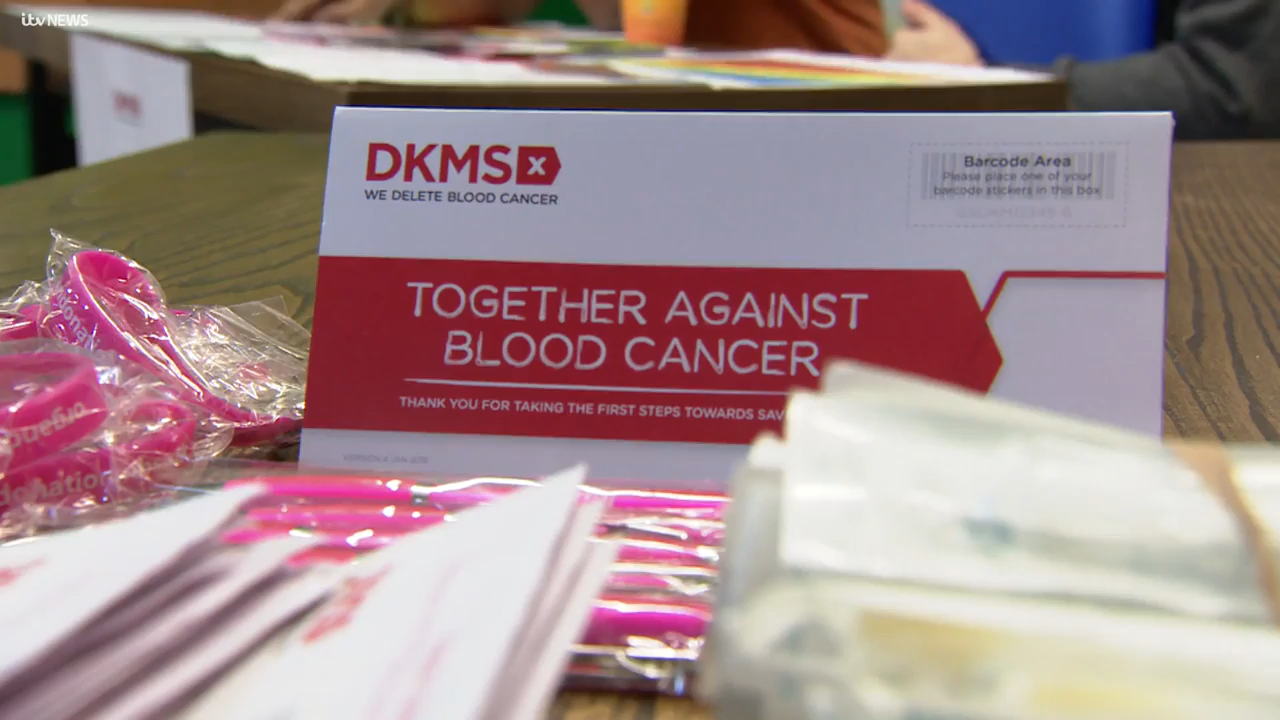 itv NEWS
DKMS x
WE DELETE BLOOD CANCER
Barcode Area
Please place one of your
barcode stickers in this box
TOGETHER AGAINST
BLOOD CANCER
THANK YOU FOR TAKING THE FIRST STEPS TOWARDS SAV
donation